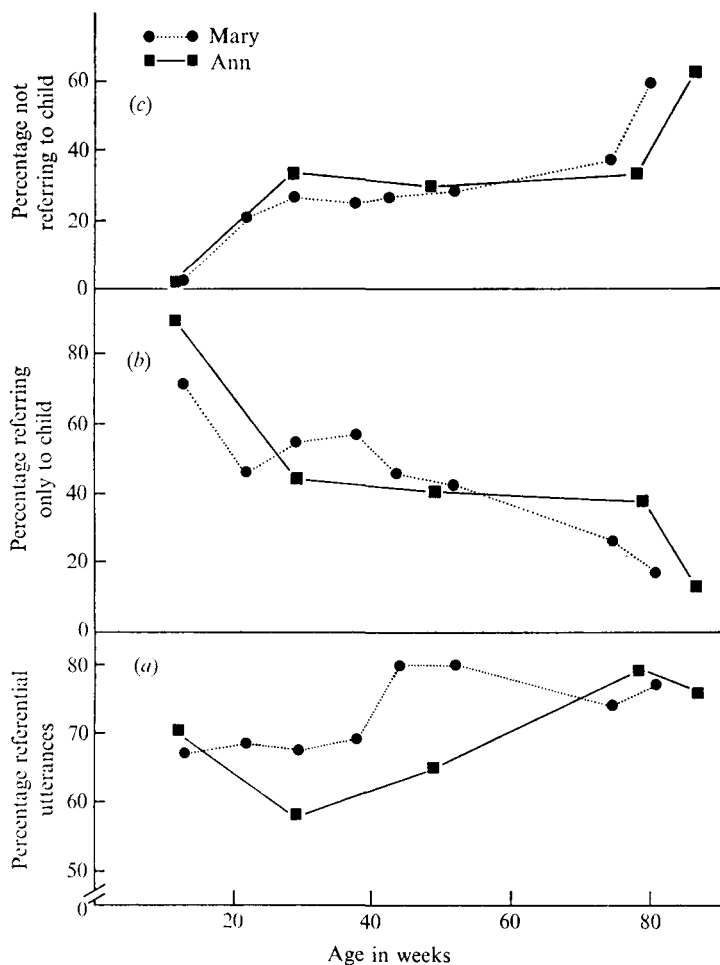 Mary
Ann
(c)
Percentage not
referring to child
60
40
20
0
(b)
Percentage referring
only to child
80
60
40
20
0
(a)
Percentage referential
utterances
80
70
60
50
0
20
40
60
80
Age in weeks